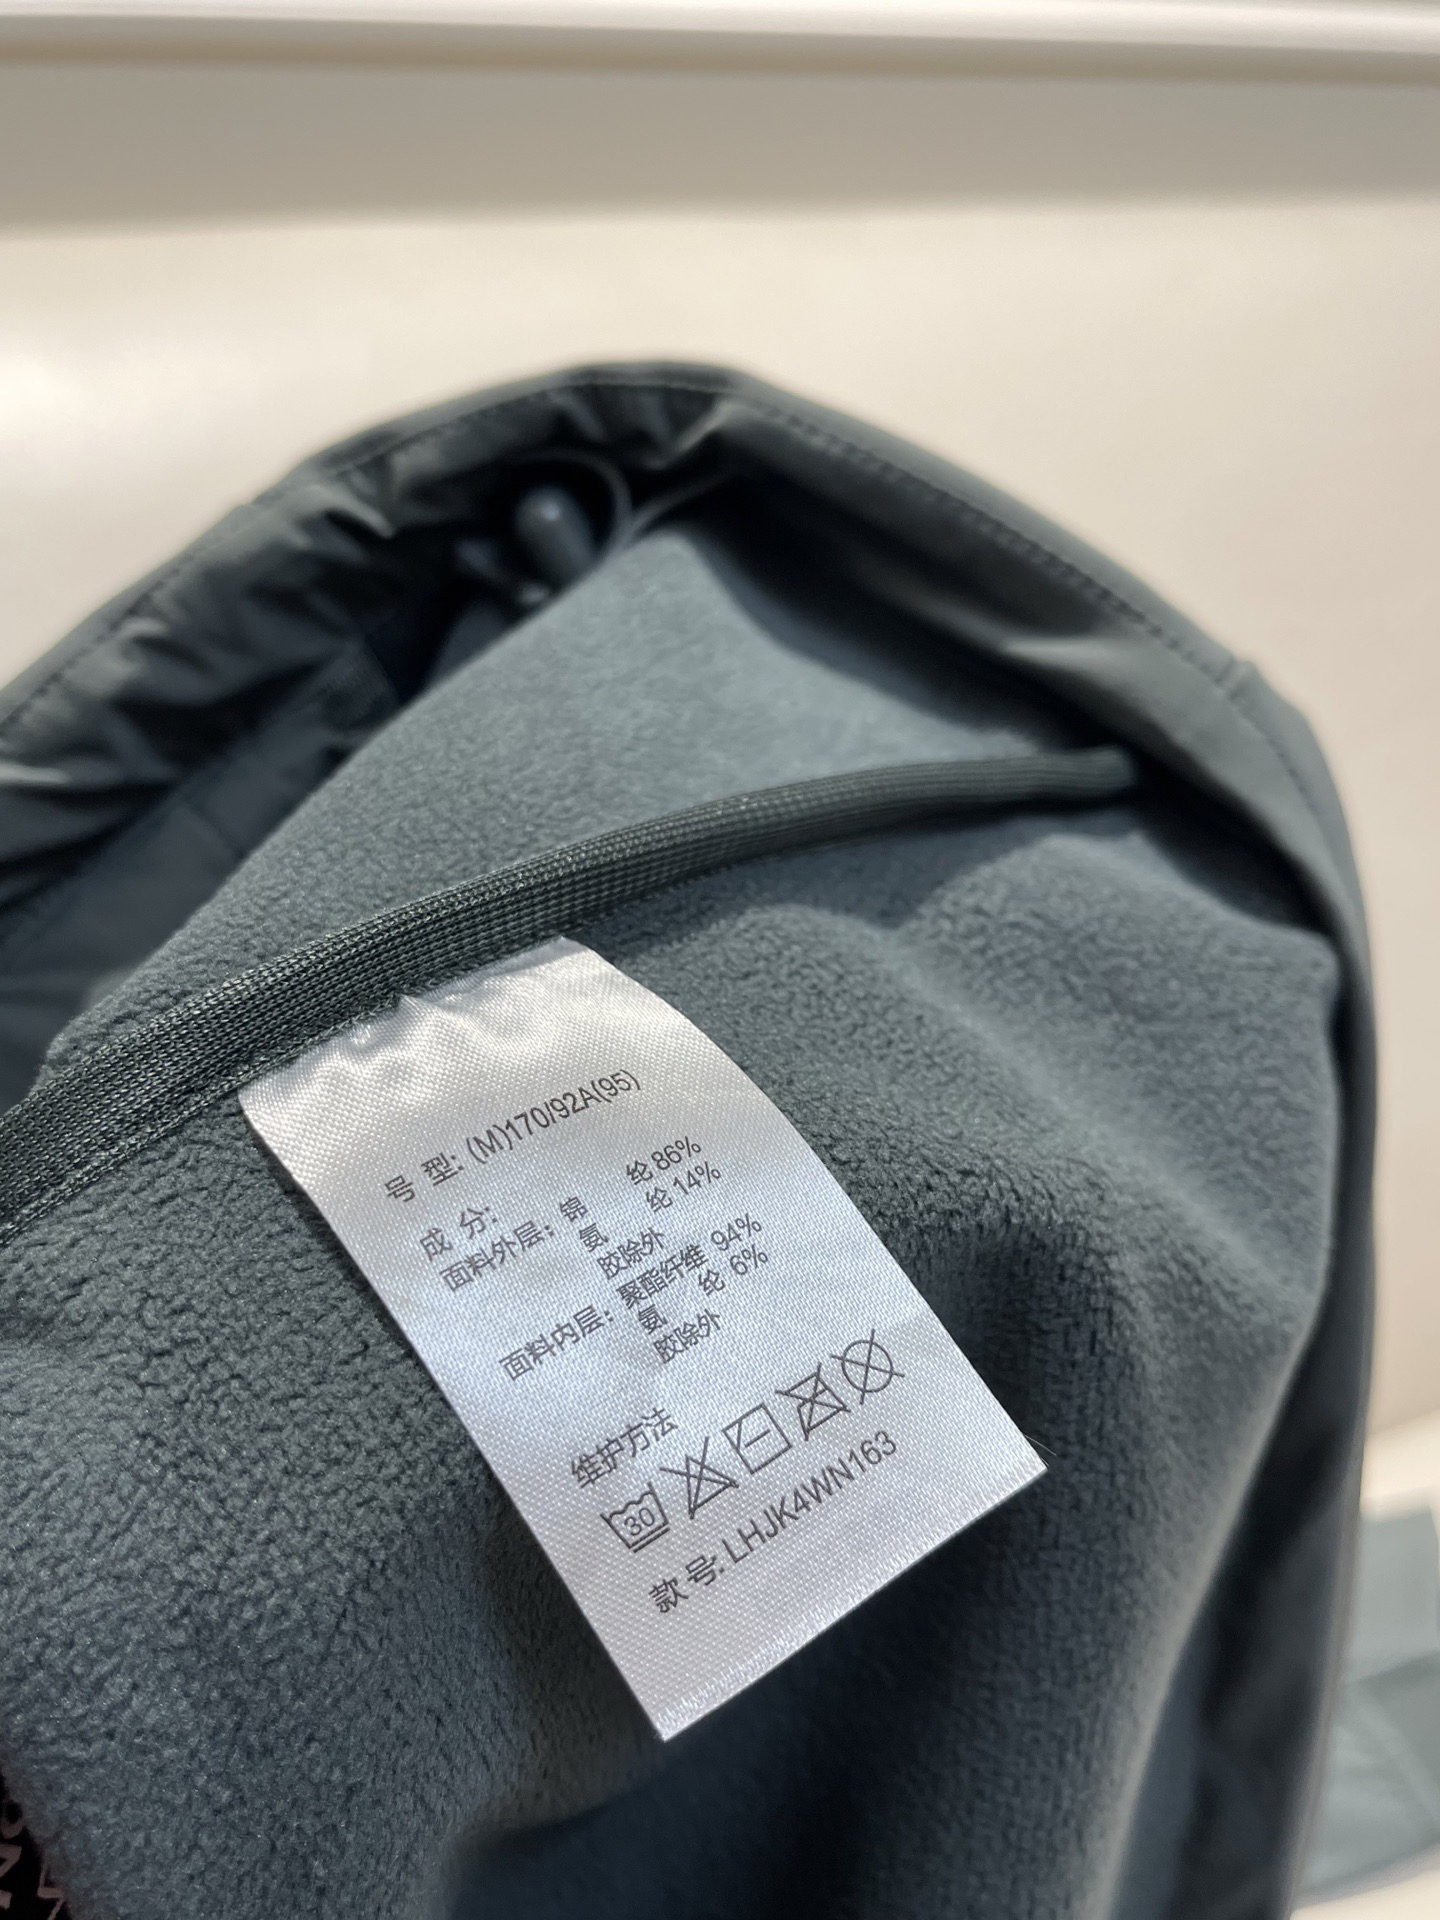 号 型: (M)170/92A(95)
成 分:
面料外层: 锦 纶 86%
氨 纶 14%
胶除外
面料内层: 聚酯纤维 94%
氨 纶 6%
胶除外
维护方法
30
款 号: LHJK4WN163